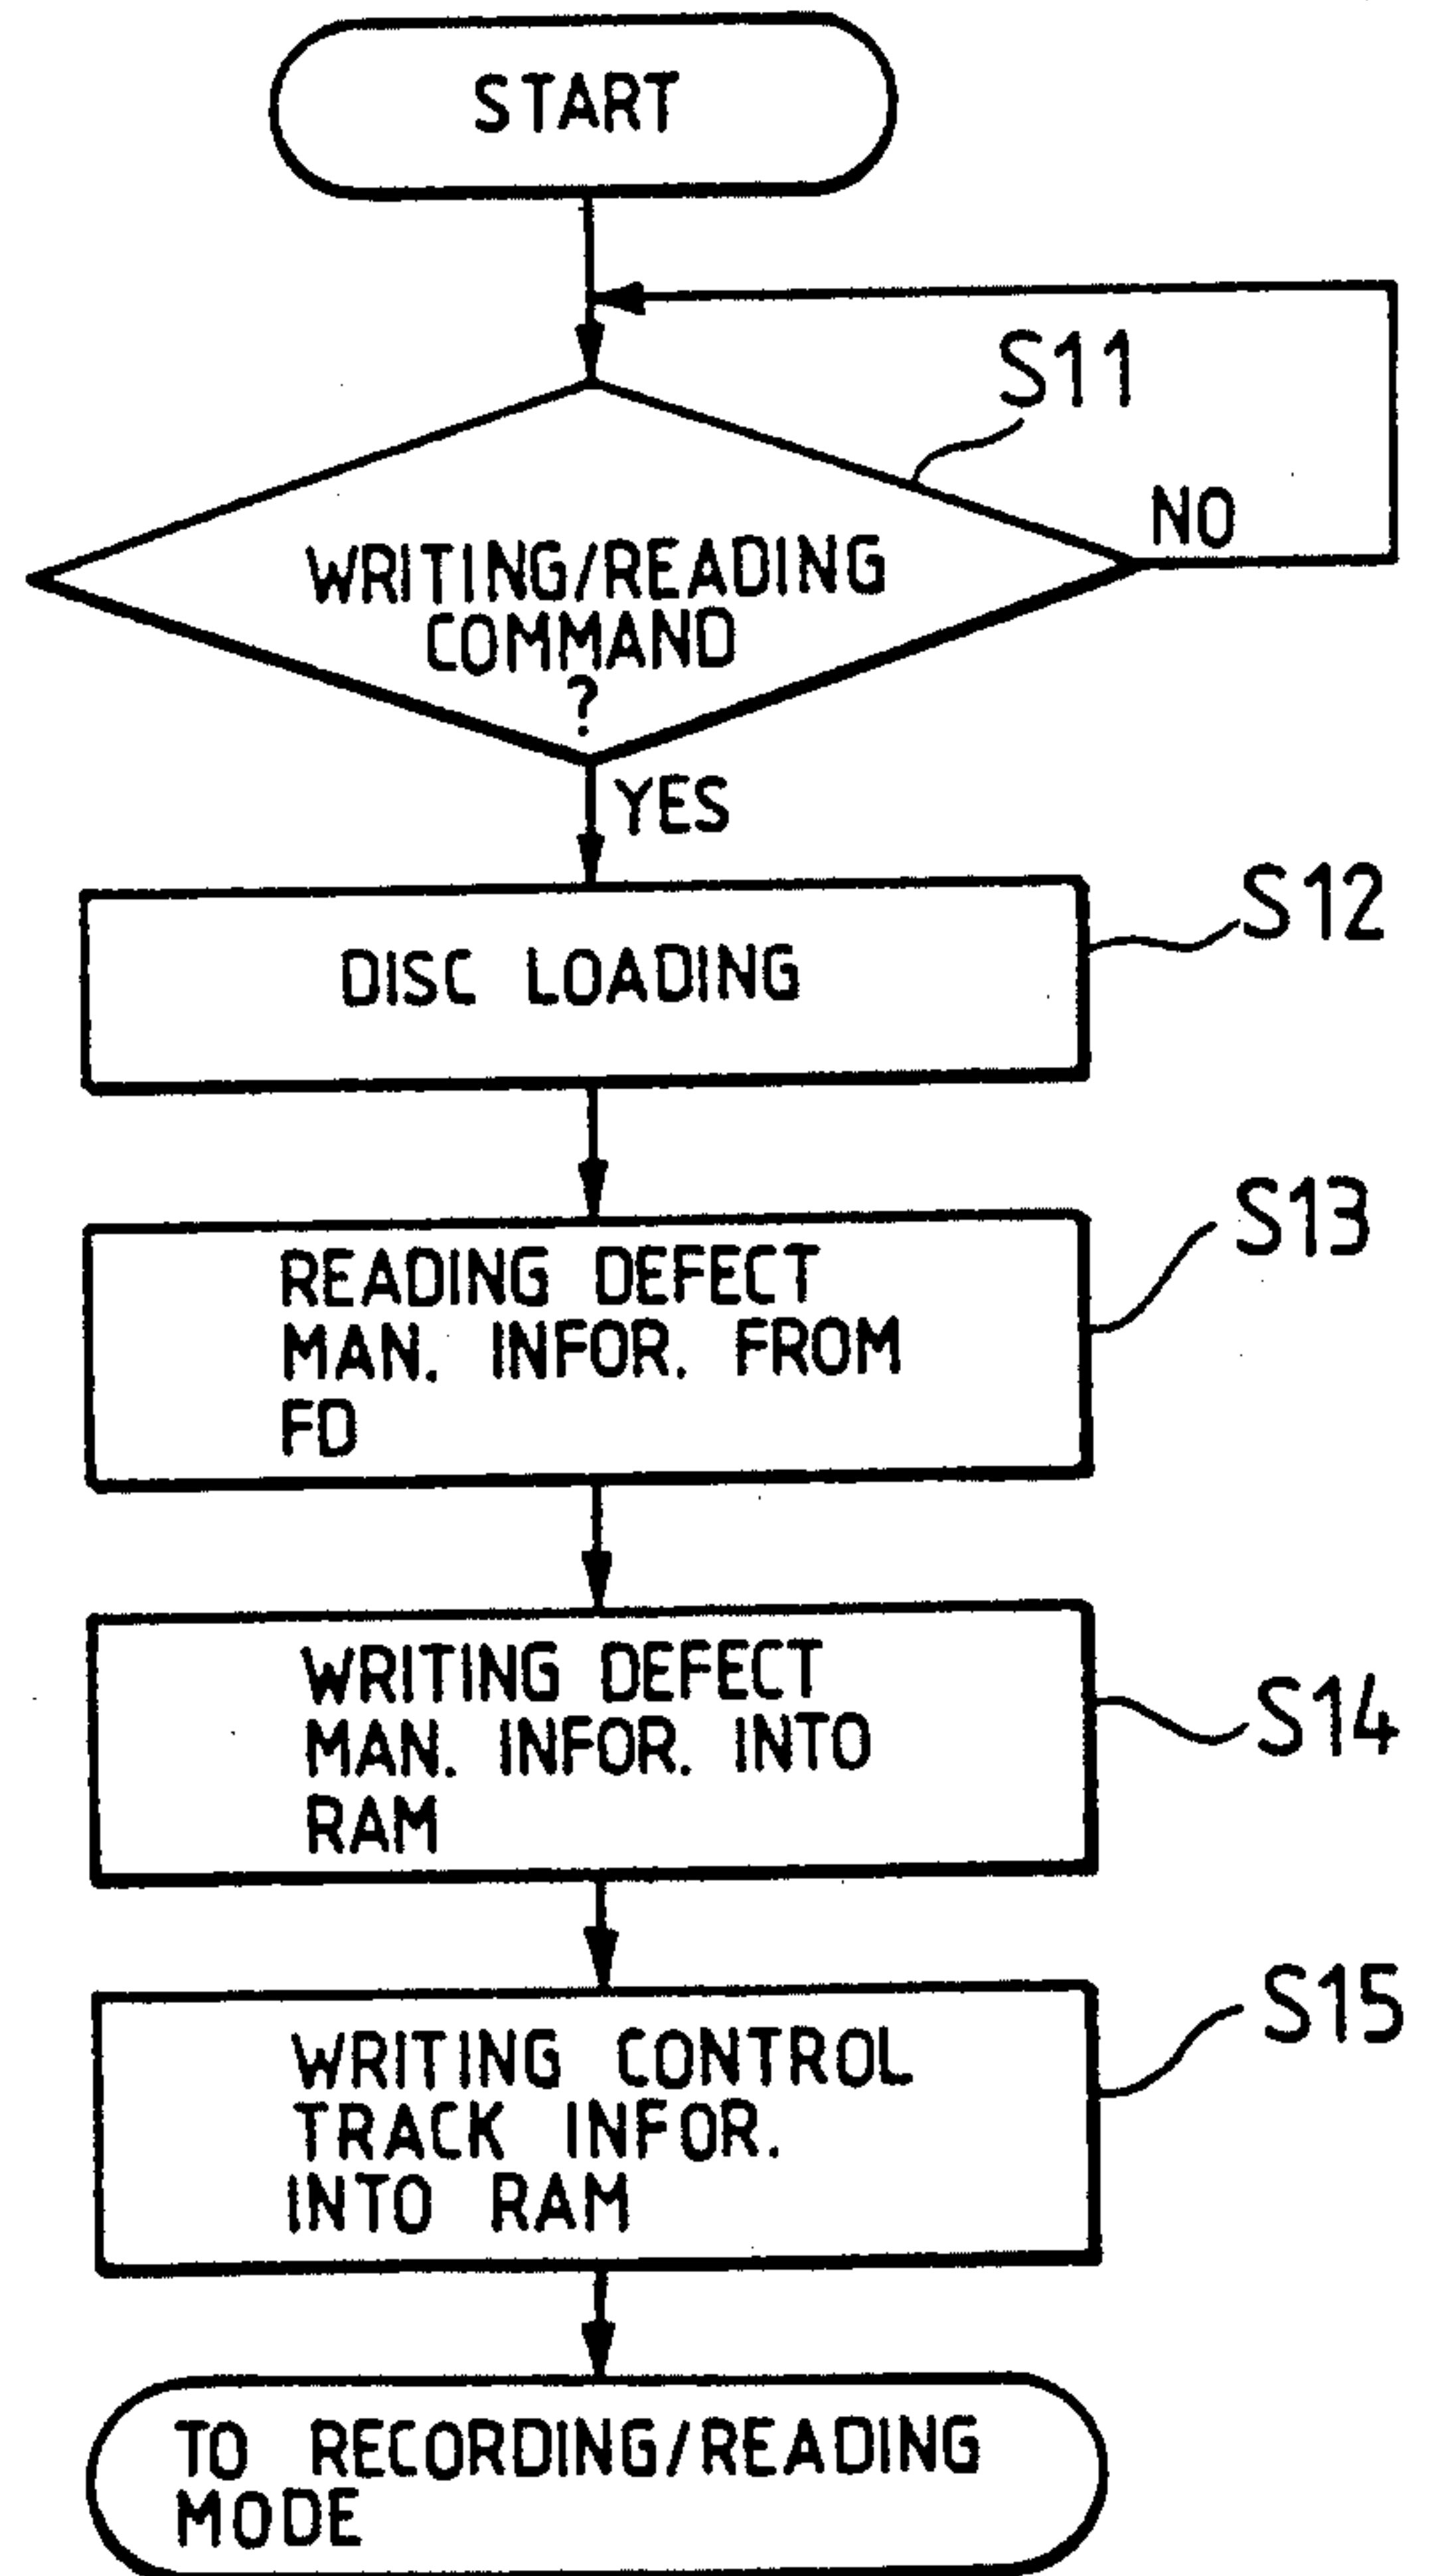 START
S11
NO
WRITING/READING
COMMAND
?
YES
S12
DISC LOADING
S13
READING DEFECT
MAN. INFOR. FROM
FD
WRITING DEFECT
MAN. INFOR. INTO
RAM
S14
S15
WRITING CONTROL
TRACK INFOR.
INTO RAM
TO RECORDING/READING
MODE